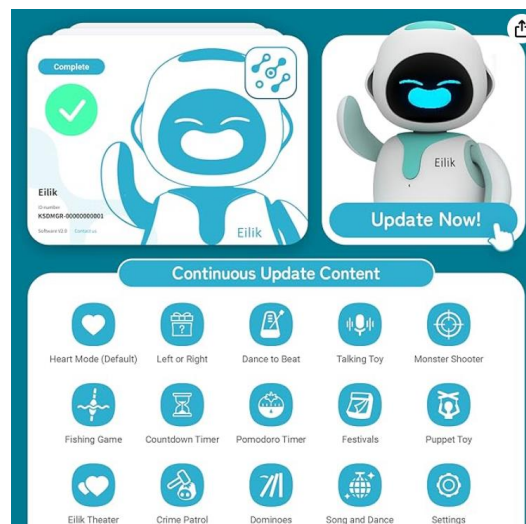 Complete
Eilik
ID number
KSDMGR-00000000001
Software V2.0 Contact us
Eilik
Eilik
Update Now!
Continuous Update Content
Heart Mode (Default) Left or Right Dance to Beat Talking Toy Monster Shooter
Fishing Game Countdown Timer Pomodoro Timer Festivals Puppet Toy
Eilik Theater Crime Patrol Dominoes Song and Dance Settings